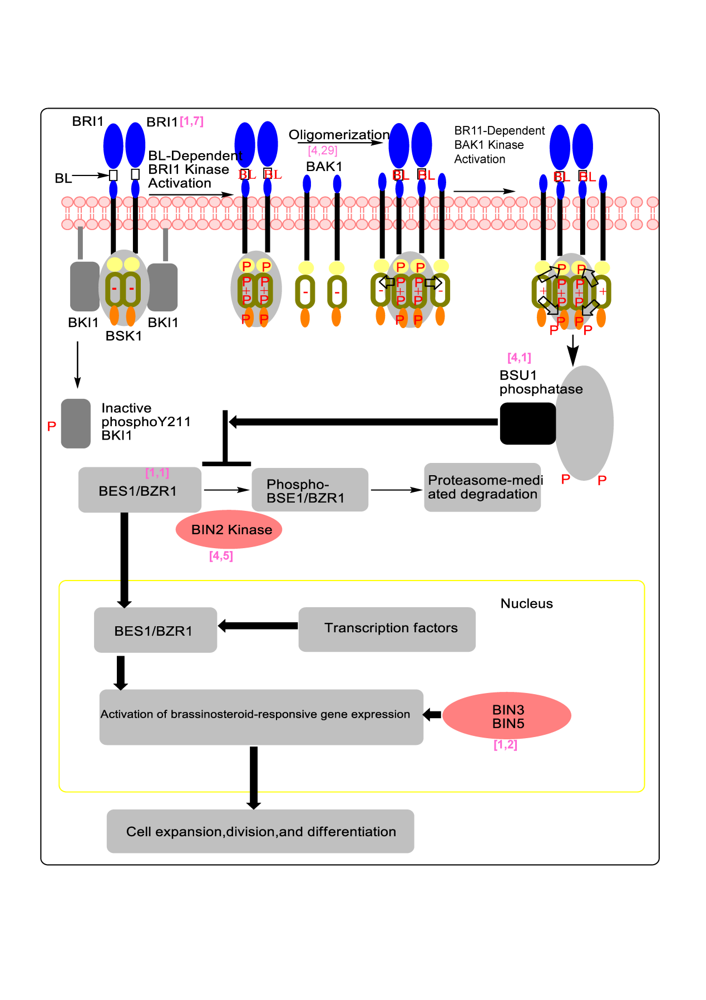 BRI1
BRI1[1,7]
BL-Dependent
BRI1 Kinase
Activation
BL
Oligomerization
[4,29]
BAK1
BR11-Dependent
BAK1 Kinase
Activation
BL
BL
BL
BL
BL
BL
P
P
P
P
+
+
P
P
P
P
-
-
-
-
-
P
P
P
P
+
+
P
P
P
P
-
P
P
P
P
+
+
+
+
P
P
P
P
P
P
BKI1
BKI1
BSK1
[4,1]
BSU1
phosphatase
P
Inactive
phosphoY211
BKI1
P
P
[1,1]
BES1/BZR1
Phospho-
BSE1/BZR1
Proteasome-medi
ated degradation
BIN2 Kinase
[4,5]
Nucleus
BES1/BZR1
Transcription factors
Activation of brassinosteroid-responsive gene expression
BIN3
BIN5
[1,2]
Cell expansion,division,and differentiation